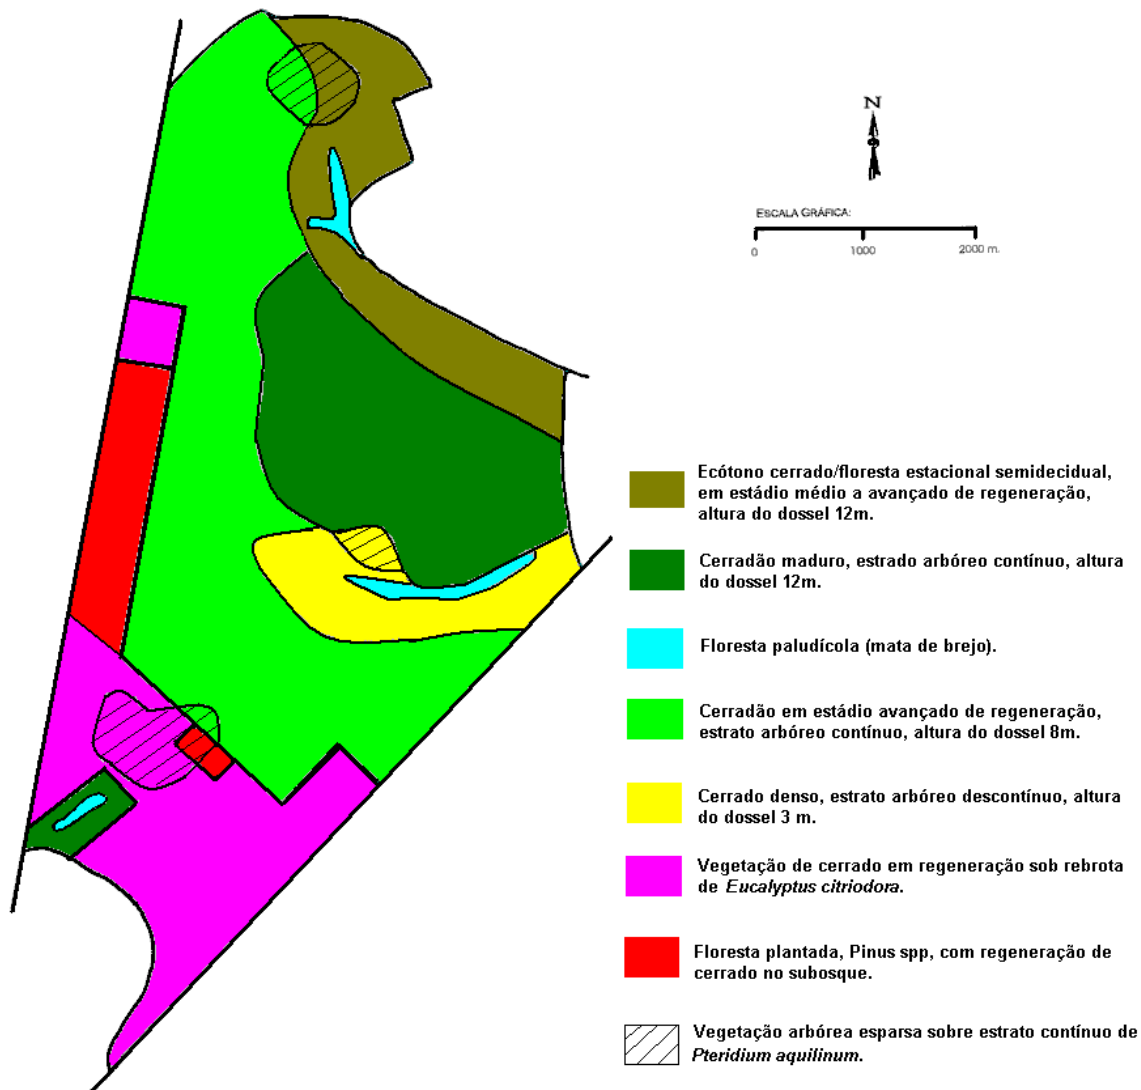 N
ESCALA GRÁFICA:
0 1000 2000 m.
Ecótono cerrado/floresta estacional semidecidual,
em estádio médio a avançado de regeneração,
altura do dossel 12m.
Cerradão maduro, estrado arbóreo contínuo, altura
do dossel 12m.
Floresta paludícola (mata de brejo).
Cerradão em estádio avançado de regeneração,
estrato arbóreo contínuo, altura do dossel 8m.
Cerrado denso, estrato arbóreo descontínuo, altura
do dossel 3 m.
Vegetação de cerrado em regeneração sob rebrota
de Eucalyptus citriodora.
Floresta plantada, Pinus spp, com regeneração de
cerrado no subosque.
Vegetação arbórea esparsa sobre estrato contínuo de
Pteridium aquilinum.